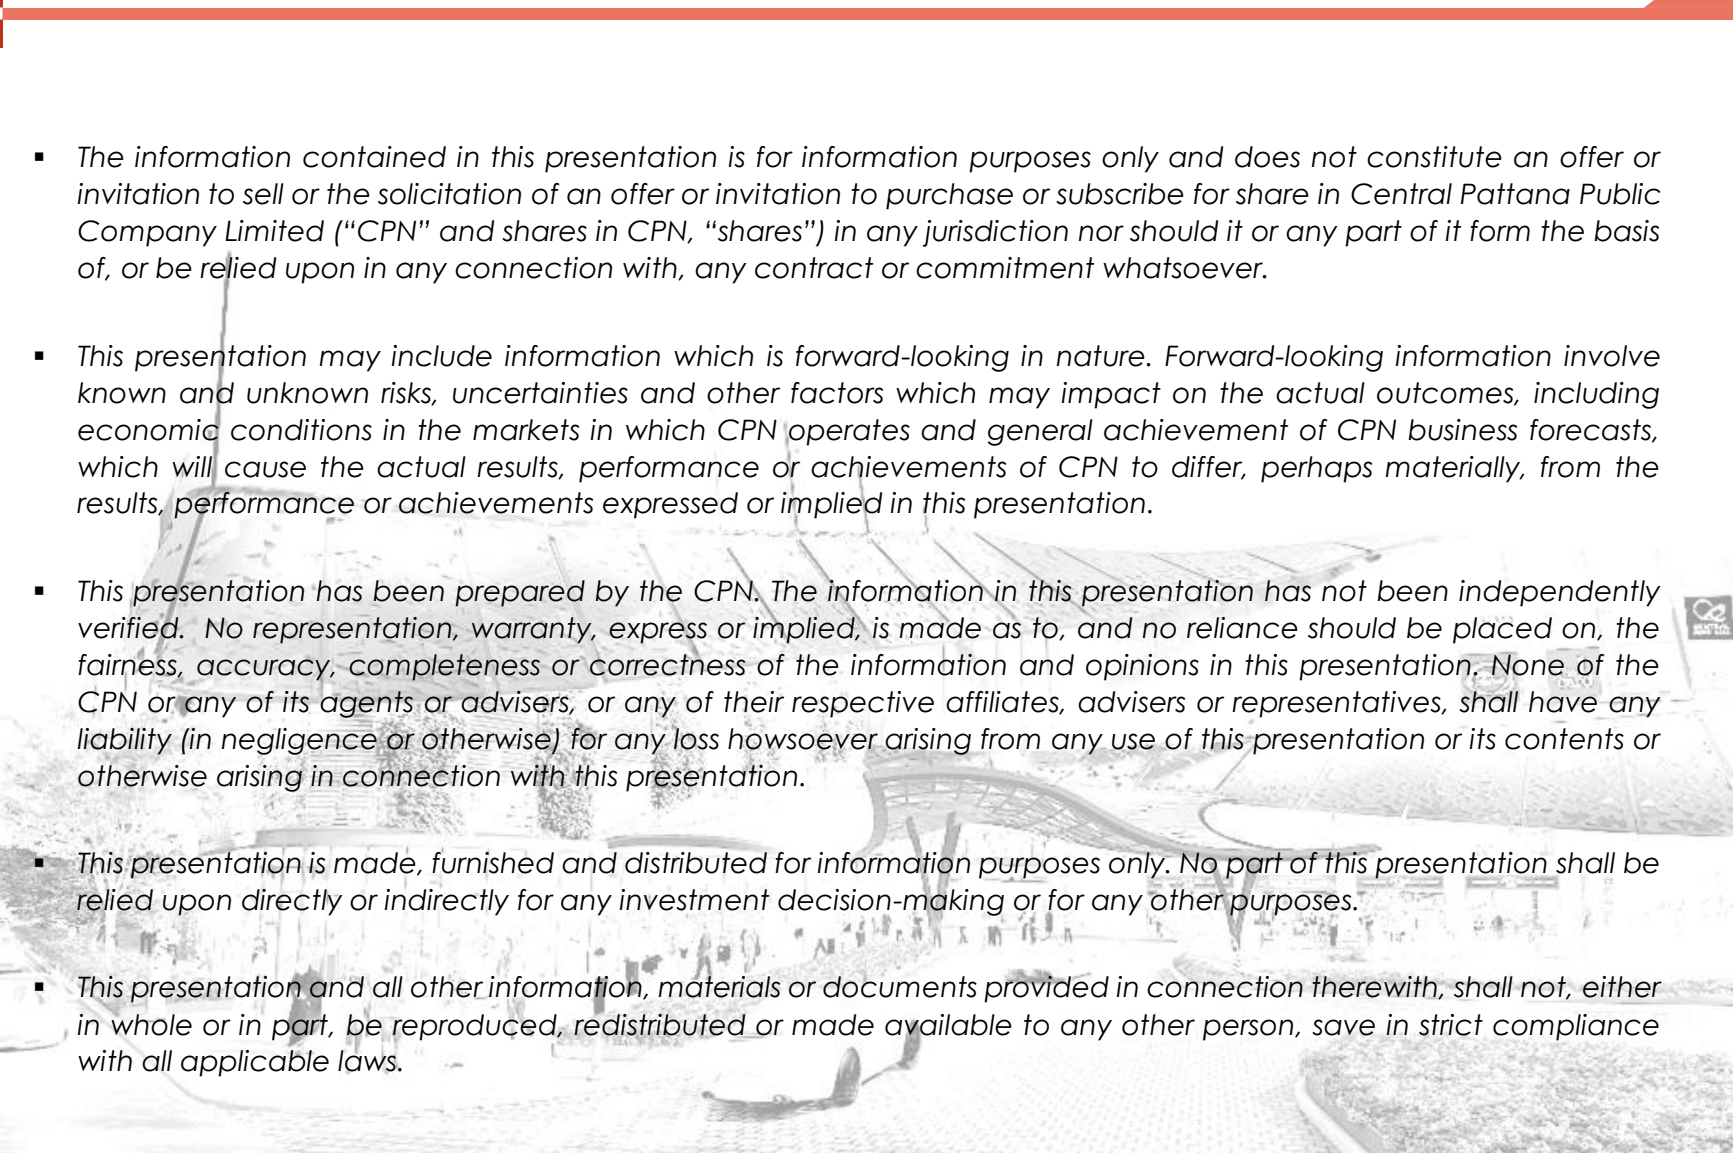 ▪ The information contained in this presentation is for information purposes only and does not constitute an offer or
invitation to sell or the solicitation of an offer or invitation to purchase or subscribe for share in Central Pattana Public
Company Limited (“CPN” and shares in CPN, “shares”) in any jurisdiction nor should it or any part of it form the basis
of, or be relied upon in any connection with, any contract or commitment whatsoever.
▪ This presentation may include information which is forward-looking in nature. Forward-looking information involve
known and unknown risks, uncertainties and other factors which may impact on the actual outcomes, including
economic conditions in the markets in which CPN operates and general achievement of CPN business forecasts,
which will cause the actual results, performance or achievements of CPN to differ, perhaps materially, from the
results, performance or achievements expressed or implied in this presentation.
▪ This presentation has been prepared by the CPN. The information in this presentation has not been independently
verified.  No representation, warranty, express or implied, is made as to, and no reliance should be placed on, the
fairness, accuracy, completeness or correctness of the information and opinions in this presentation. None of the
CPN or any of its agents or advisers, or any of their respective affiliates, advisers or representatives, shall have any
liability (in negligence or otherwise) for any loss howsoever arising from any use of this presentation or its contents or
otherwise arising in connection with this presentation.
▪ This presentation is made, furnished and distributed for information purposes only. No part of this presentation shall be
relied upon directly or indirectly for any investment decision-making or for any other purposes.
▪ This presentation and all other information, materials or documents provided in connection therewith, shall not, either
in whole or in part, be reproduced, redistributed or made available to any other person, save in strict compliance
with all applicable laws.